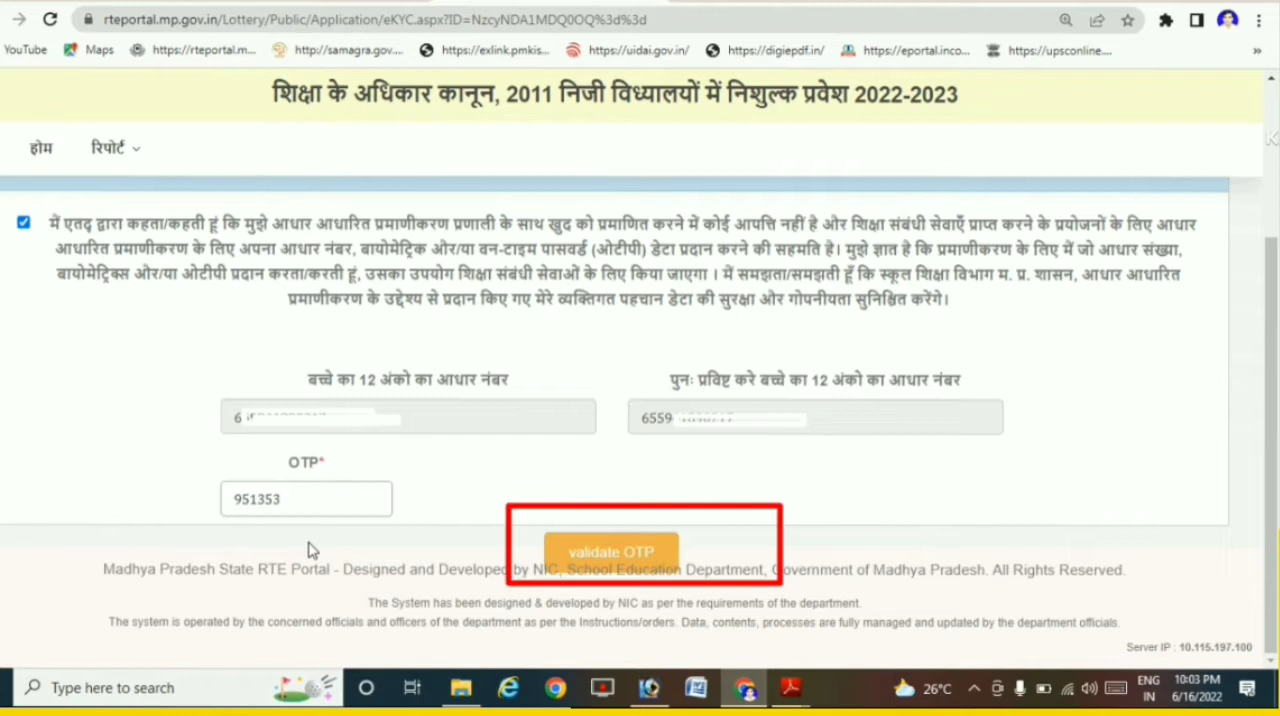 rteportal.mp.gov.in/Lottery/Public/Application/eKYC.aspx?ID=NzcyNDA1MDQ0OQ%3d%3d
YouTube Maps https://rteportal.m... http://samagra.gov.... https://exlink.pmkis... https://uidai.gov.in/ https://digiepdf.in/ https://eportal.inco... https://upsconline.... »
शिक्षा के अधिकार कानून, 2011 निजी विध्यालयों में निशुल्क प्रवेश 2022-2023
होम रिपोर्ट
में एतद् द्वारा कहता/कहती हूं कि मुझे आधार आधारित प्रमाणीकरण प्रणाली के साथ खुद को प्रमाणित करने में कोई आपत्ति नहीं है और शिक्षा संबंधी सेवाएँ प्राप्त करने के प्रयोजनों के लिए आधार
आधारित प्रमाणीकरण के लिए अपना आधार नंबर, बायोमेट्रिक ओर/या वन-टाइम पासवर्ड (ओटीपी) डेटा प्रदान करने की सहमति है। मुझे ज्ञात है कि प्रमाणीकरण के लिए में जो आधार संख्या,
बायोमेट्रिक्स ओर/या ओटीपी प्रदान करता/करती हूं, उसका उपयोग शिक्षा संबंधी सेवाओं के लिए किया जाएगा । में समझता/समझती हूँ कि स्कूल शिक्षा विभाग म. प्र. शासन, आधार आधारित
प्रमाणीकरण के उद्देश्य से प्रदान किए गए मेरे व्यक्तिगत पहचान डेटा की सुरक्षा और गोपनीयता सुनिश्चित करेंगे।
बच्चे का 12 अंको का आधार नंबर पुनः प्रविष्ट करे बच्चे का 12 अंको का आधार नंबर
6 6559
OTP*
951353
validate OTP
Madhya Pradesh State RTE Portal - Designed and Developed by NIC, School Education Department, Government of Madhya Pradesh. All Rights Reserved.
The System has been designed & developed by NIC as per the requirements of the department.
The system is operated by the concerned officials and officers of the department as per the Instructions/orders. Data, contents, processes are fully managed and updated by the department officials.
Server IP : 10.115.197.100
Type here to search 26°C ENG 10:03 PM
IN 6/16/2022